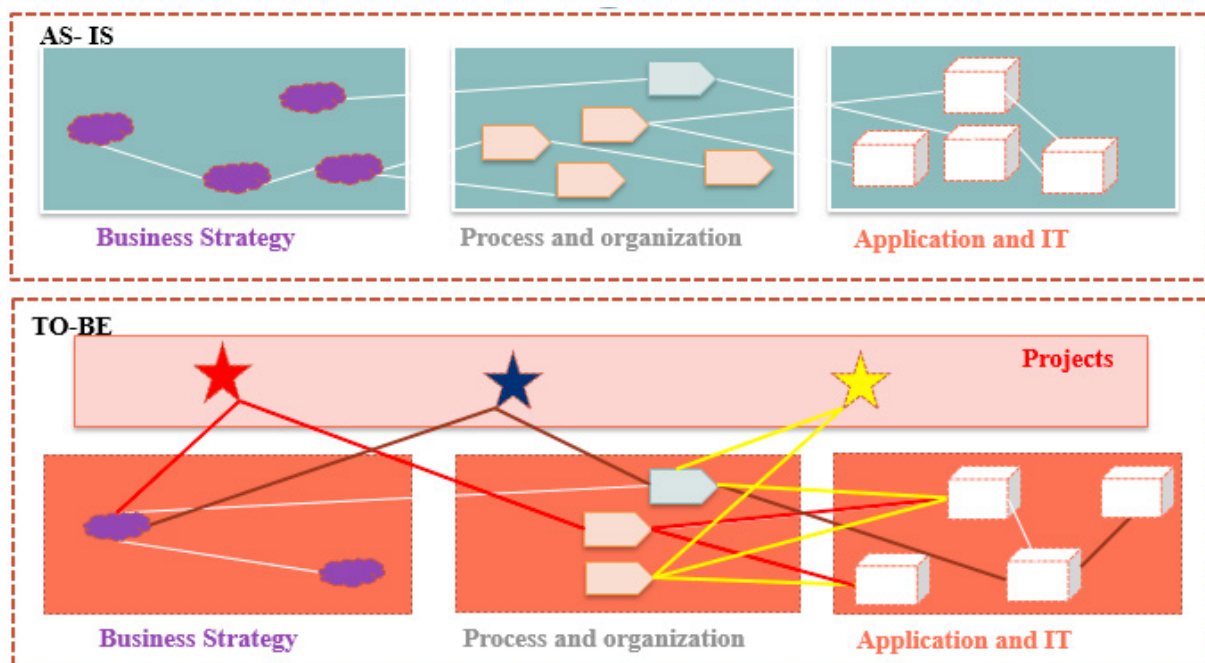 AS- IS
Business Strategy
Process and organization
Application and IT
TO-BE
Projects
Business Strategy
Process and organization
Application and IT